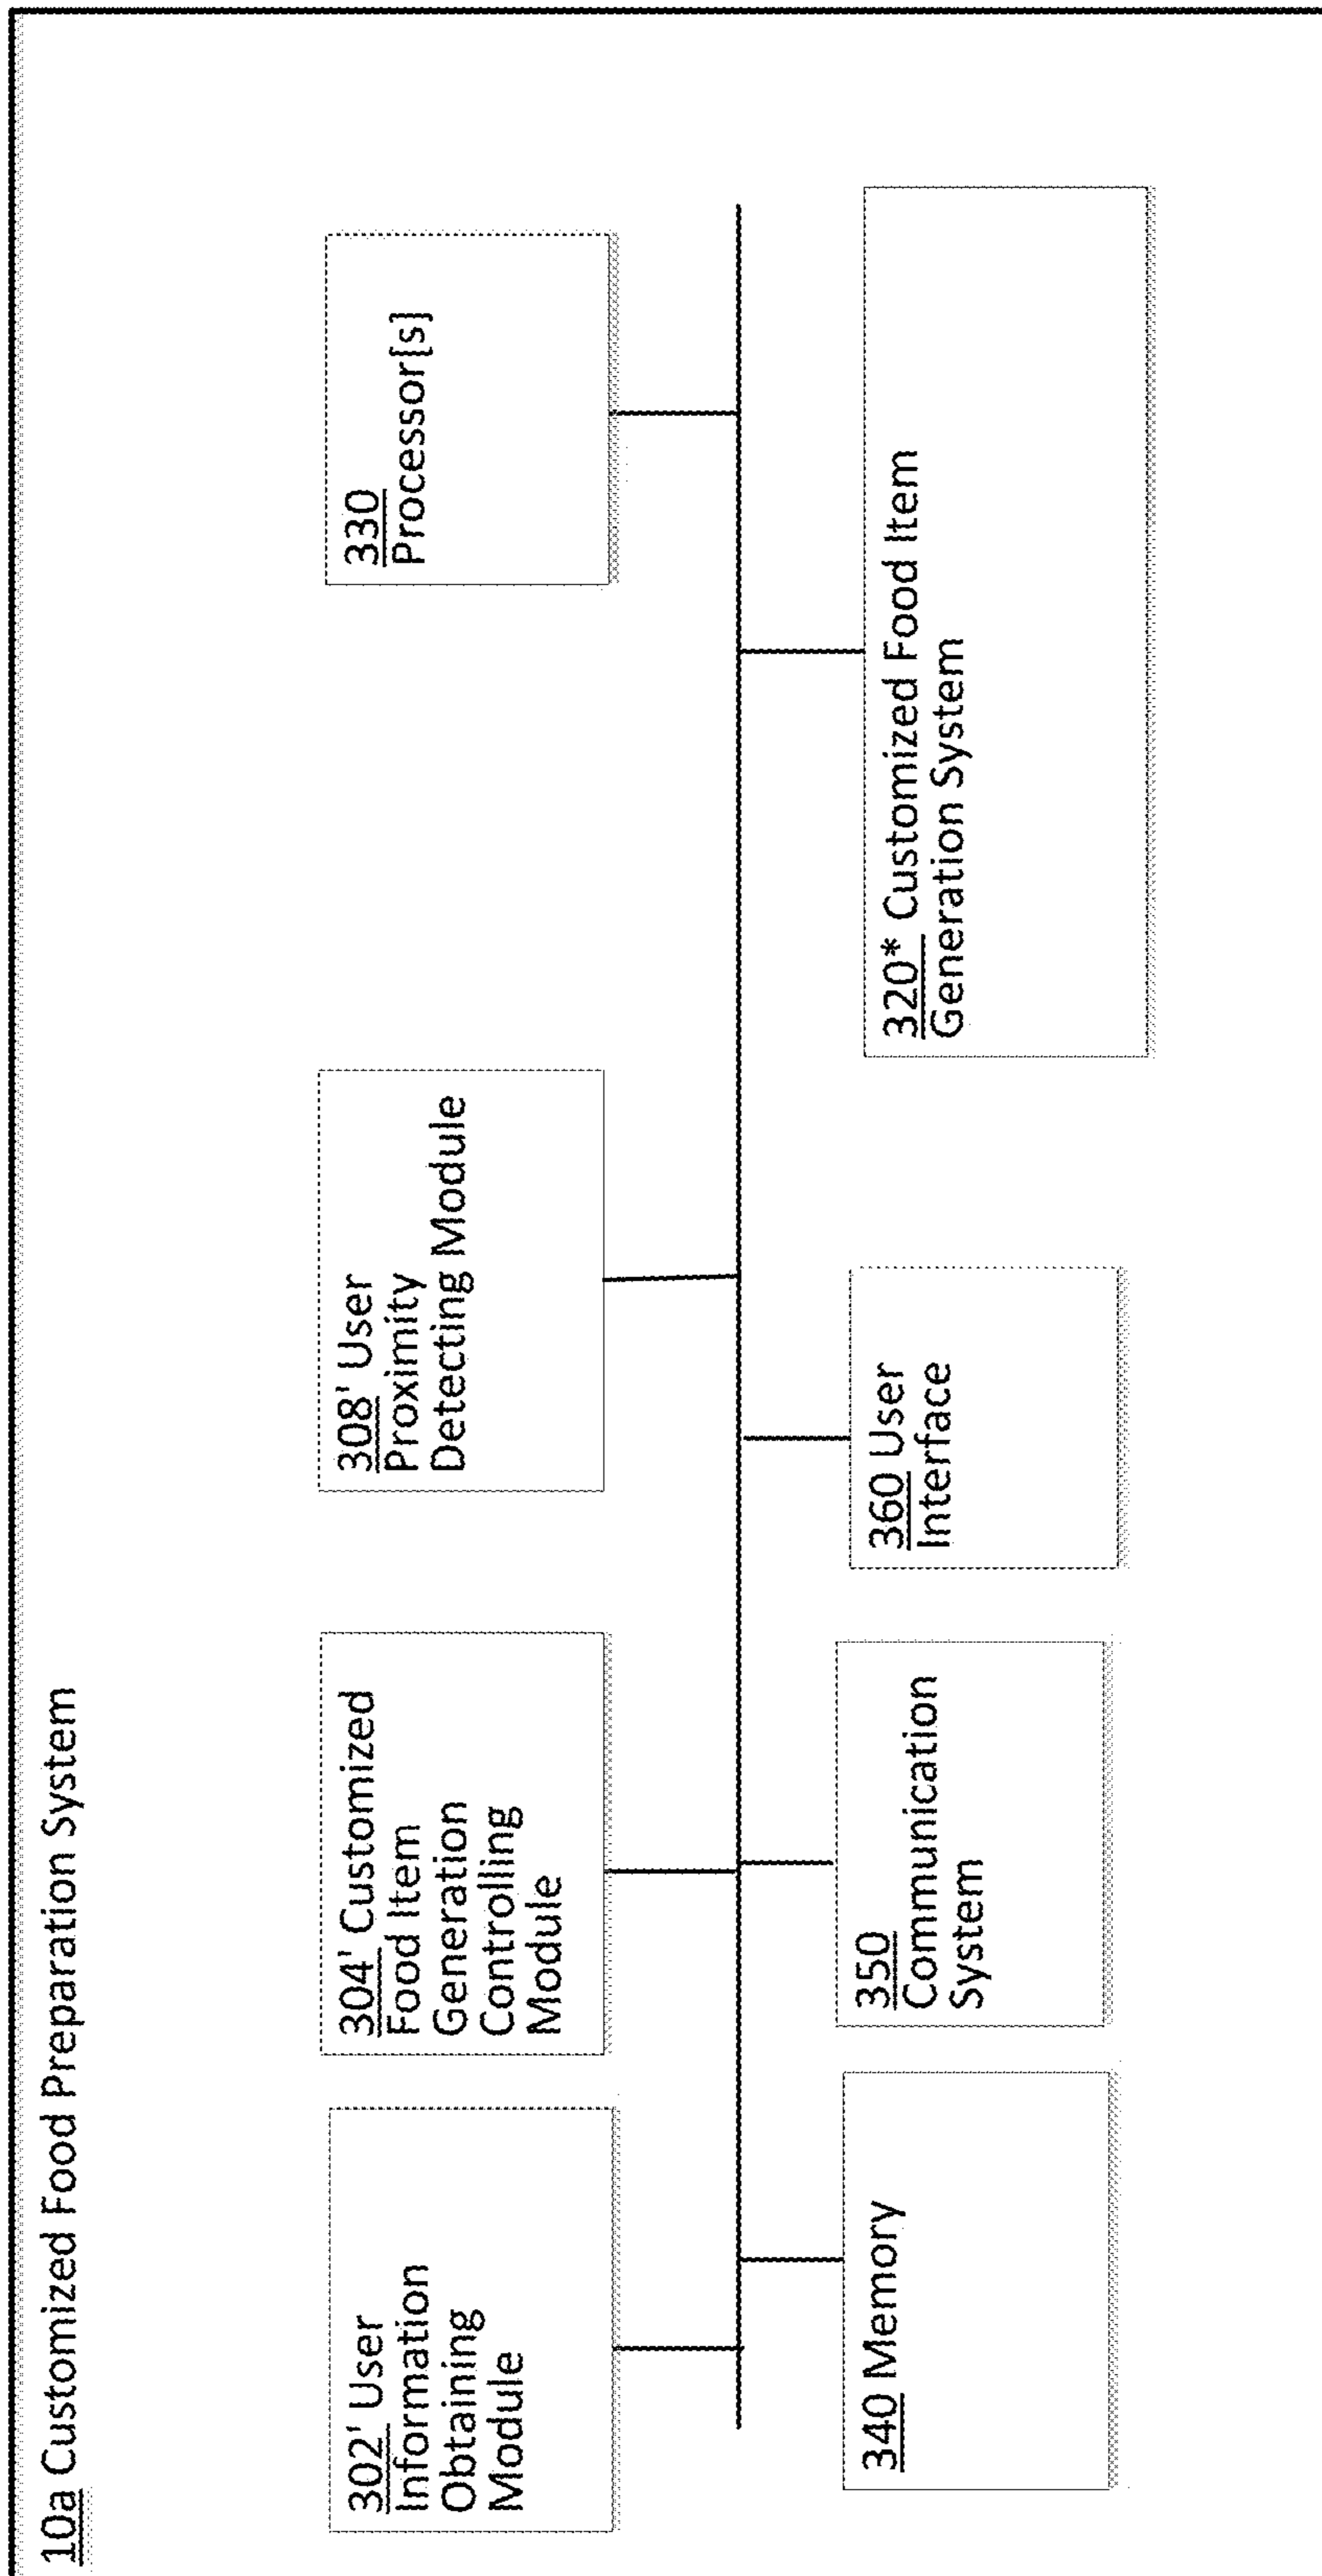 10a Customized Food Preparation System
302' User
Information
Obtaining
Module
304' Customized
Food Item
Generation
Controlling
Module
308' User
Proximity
Detecting Module
330
Processor[s]
340 Memory
350
Communication
System
360 User
Interface
320* Customized Food Item
Generation System